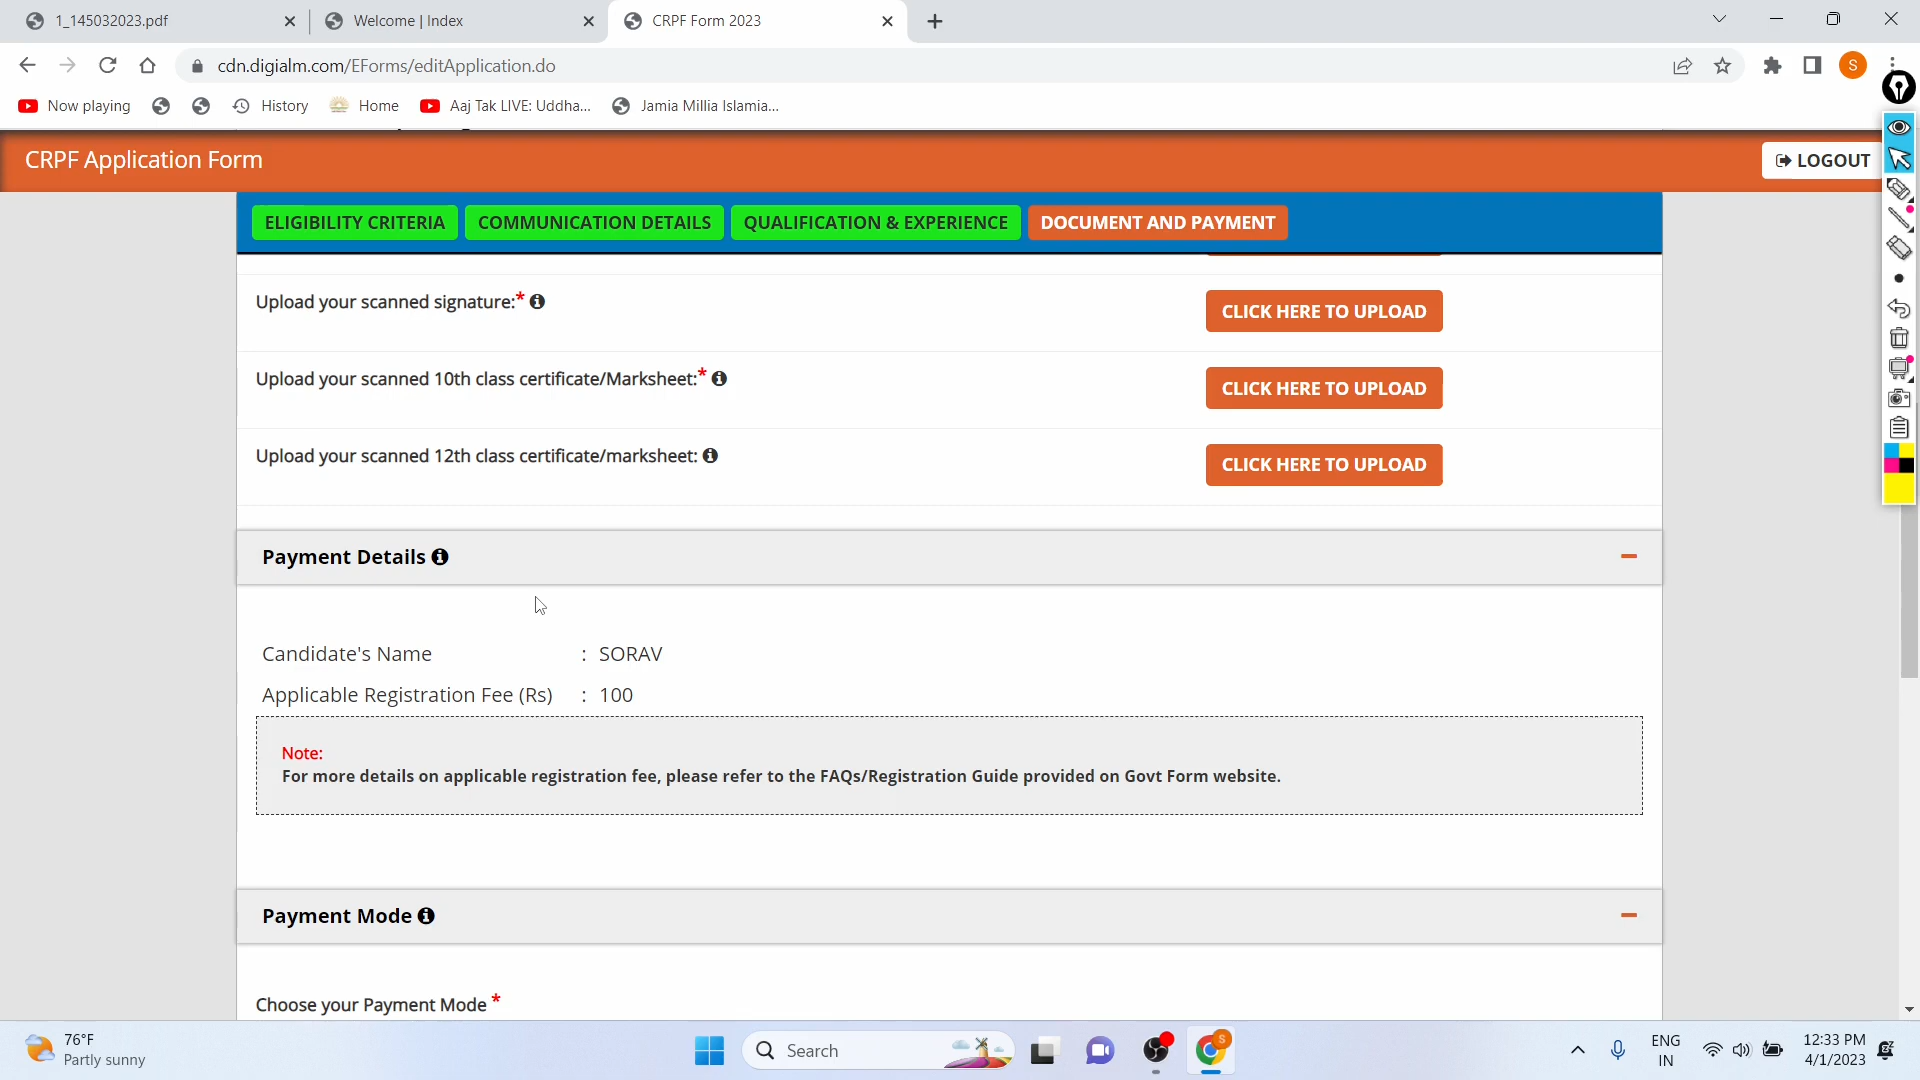 1_145032023.pdf
Welcome | Index
CRPF Form 2023
cdn.digialm.com/EForms/editApplication.do
S
Now playing
History
Home
Aaj Tak LIVE: Uddha...
Jamia Millia Islamia...
CRPF Application Form
LOGOUT
ELIGIBILITY CRITERIA
COMMUNICATION DETAILS
QUALIFICATION & EXPERIENCE
DOCUMENT AND PAYMENT
Upload your scanned signature:*
CLICK HERE TO UPLOAD
Upload your scanned 10th class certificate/Marksheet:*
CLICK HERE TO UPLOAD
Upload your scanned 12th class certificate/marksheet:
CLICK HERE TO UPLOAD
Payment Details
Candidate's Name : SORAV
Applicable Registration Fee (Rs) : 100
Note:
For more details on applicable registration fee, please refer to the FAQs/Registration Guide provided on Govt Form website.
Payment Mode
Choose your Payment Mode *
76°F
Partly sunny
Search
S
ENG
IN
12:33 PM
4/1/2023